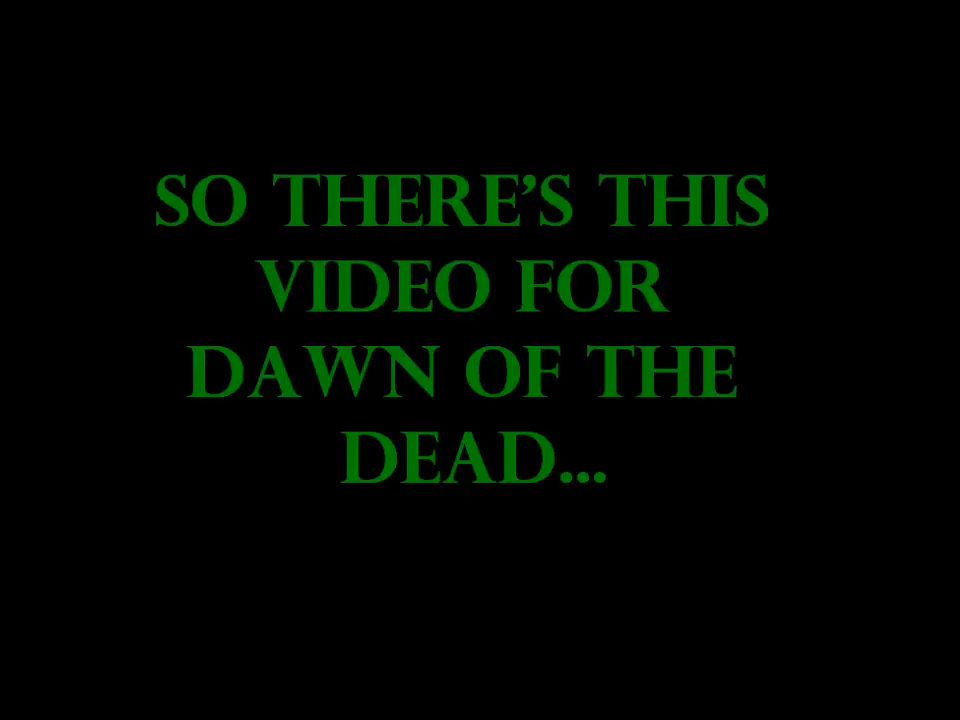 SO THERE'S THIS
VIDEO FOR
DAWN OF THE
DEAD...